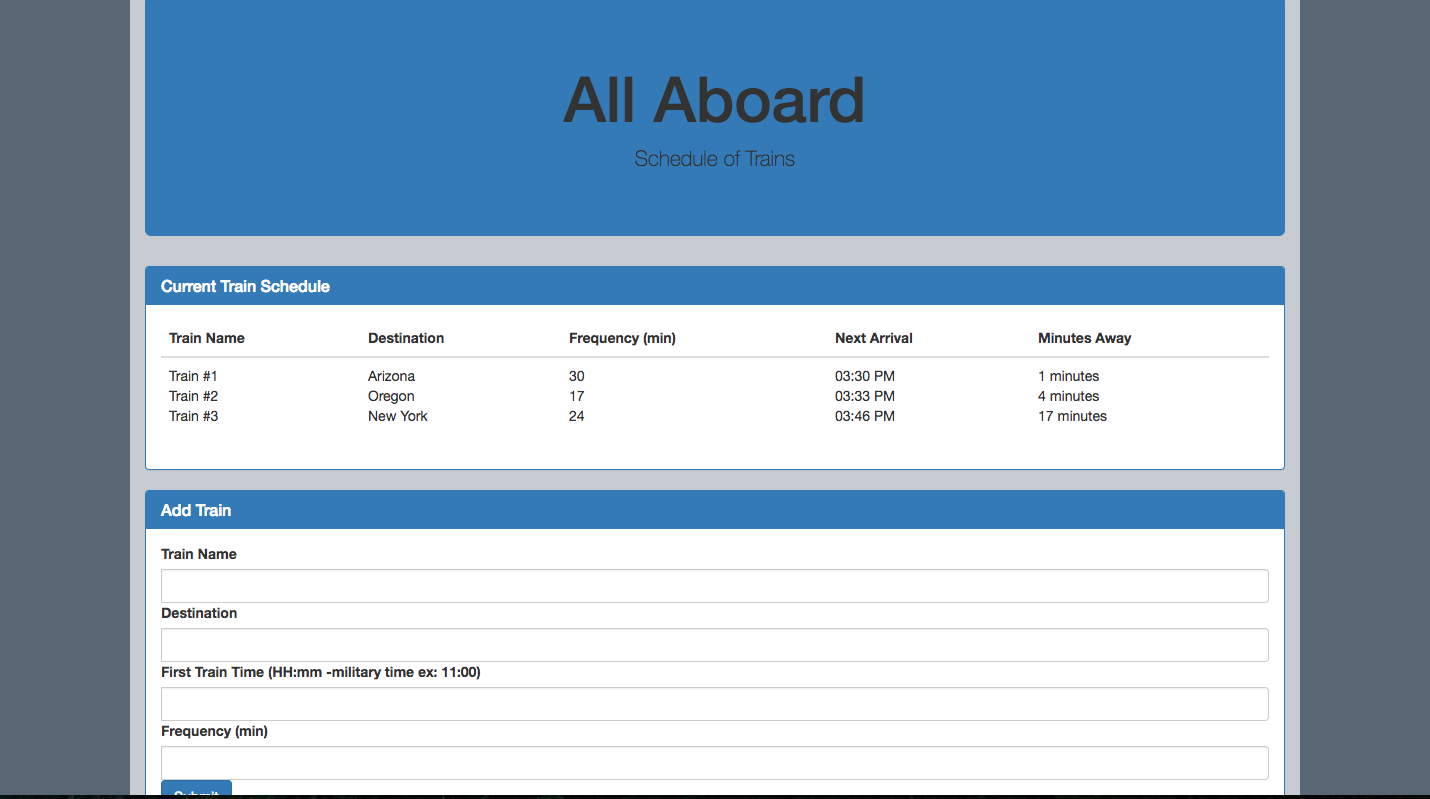 All Aboard
Schedule of Trains
Current Train Schedule
Train Name Destination Frequency (min) Next Arrival Minutes Away
Train #1 Arizona 30 03:30 PM 1 minutes
Train #2 Oregon 17 03:33 PM 4 minutes
Train #3 New York 24 03:46 PM 17 minutes
Add Train
Train Name
Destination
First Train Time (HH:mm -military time ex: 11:00)
Frequency (min)
Submit